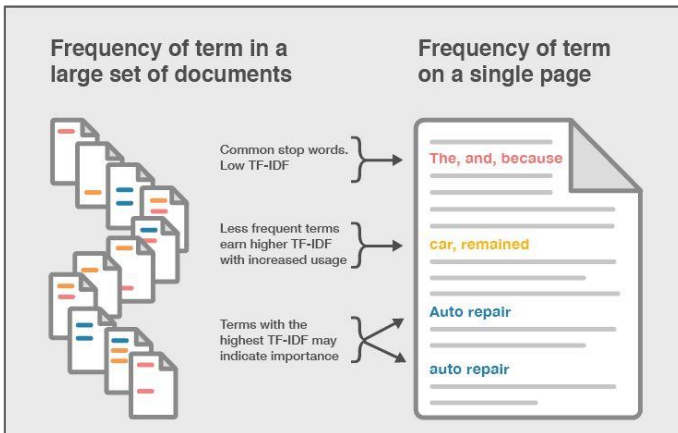 Frequency of term in a
large set of documents
Frequency of term
on a single page
Common stop words.
Low TF-IDF
The, and, because
Less frequent terms
earn higher TF-IDF
with increased usage
car, remained
Terms with the
highest TF-IDF may
indicate importance
Auto repair
auto repair